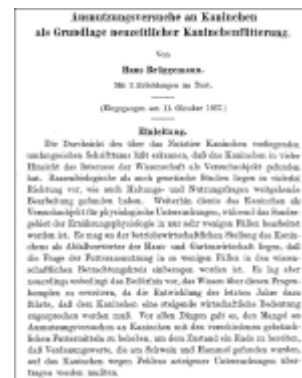 Ausnutzungsversuche an Kaninchen
als Grundlage neuzeitlicher Kaninchenfütterung.
Von
Hans Brüggemann.
Mit 2 Abbildungen im Text.
(Eingegangen am 11. Oktober 1937.)
Einleitung.
Die Durchsicht des über das Nutztier Kaninchen vorliegenden
umfangreichen Schrifttums läßt erkennen, daß das Kaninchen in vieler
Hinsicht das Interesse der Wissenschaft als Versuchsobjekt gefunden
hat. Rassenbiologische als auch genetische Studien liegen in vielerlei
Richtung vor, wie auch Haltungs- und Nutzungsfragen weitgehende
Bearbeitung gefunden haben. Weiterhin diente das Kaninchen als
Versuchsobjekt für physiologische Untersuchungen, während das Sonder-
gebiet der Ernährungsphysiologie in nur sehr wenigen Fällen bearbeitet
worden ist. Es mag an der betriebswirtschaftlichen Stellung des Kanin-
chens als Abfallverwerter der Haus- und Gartenwirtschaft liegen, daß
die Frage der Futterausnutzung in so wenigen Fällen in den wissen-
schaftlichen Betrachtungskreis einbezogen worden ist. Es lag aber
neuerdings unbedingt das Bedürfnis vor, das Wissen über diesen Fragen-
komplex zu erweitern, da die Entwicklung der letzten Jahre dazu
führte, daß dem Kaninchen eine steigende wirtschaftliche Bedeutung
zugesprochen werden muß. Vor allen Dingen galt es, den Mangel an
Ausnutzungsversuchen an Kaninchen mit den verschiedenen
Futtermitteln zu beheben, um dem Zustand ein Ende zu bereiten,
daß Verdauungswerte, die am Schwein und Hammel gefunden wurden,
auf das Kaninchen wegen Fehlens Untersuchungen über-
tragen werden mußten.